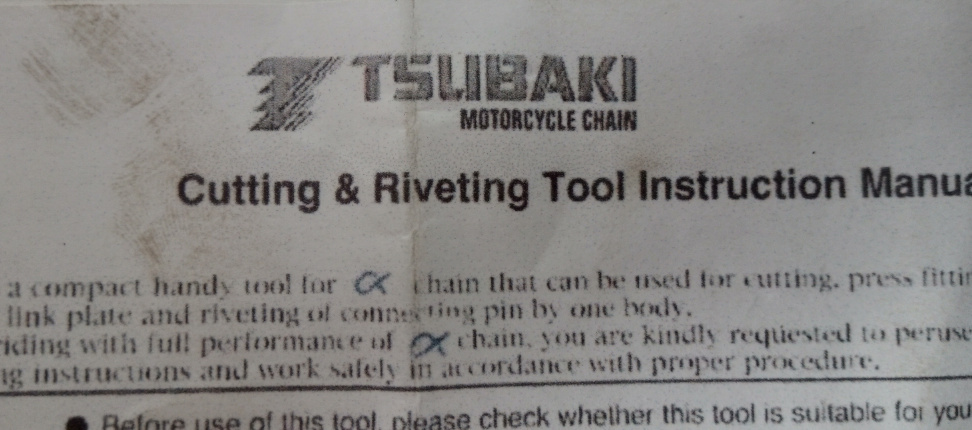 TSUBAKI
MOTORCYCLE CHAIN
Cutting & Riveting Tool Instruction Manua
a compact handy tool for α chain that can be used for cutting, press fittin
link plate and riveting of connecting pin by one body.
riding with full performance of α chain, you are kindly requested to peruse
ng instructions and work safely in accordance with proper procedure.
● Before use of this tool, please check whether this tool is suitable for you